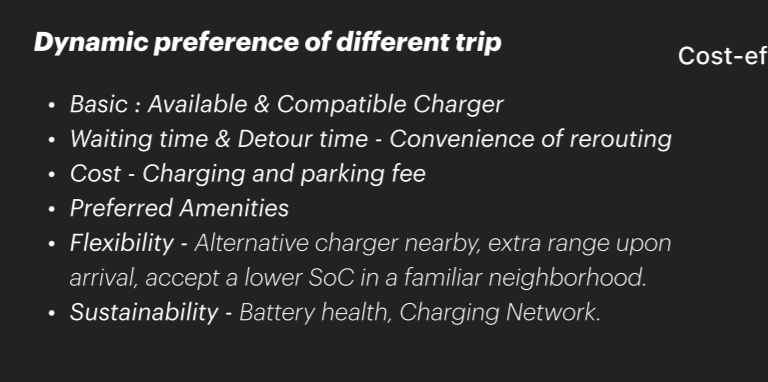 Dynamic preference of different trip
Cost-ef
• Basic : Available & Compatible Charger
• Waiting time & Detour time - Convenience of rerouting
• Cost - Charging and parking fee
• Preferred Amenities
• Flexibility - Alternative charger nearby, extra range upon
arrival, accept a lower SoC in a familiar neighborhood.
• Sustainability - Battery health, Charging Network.